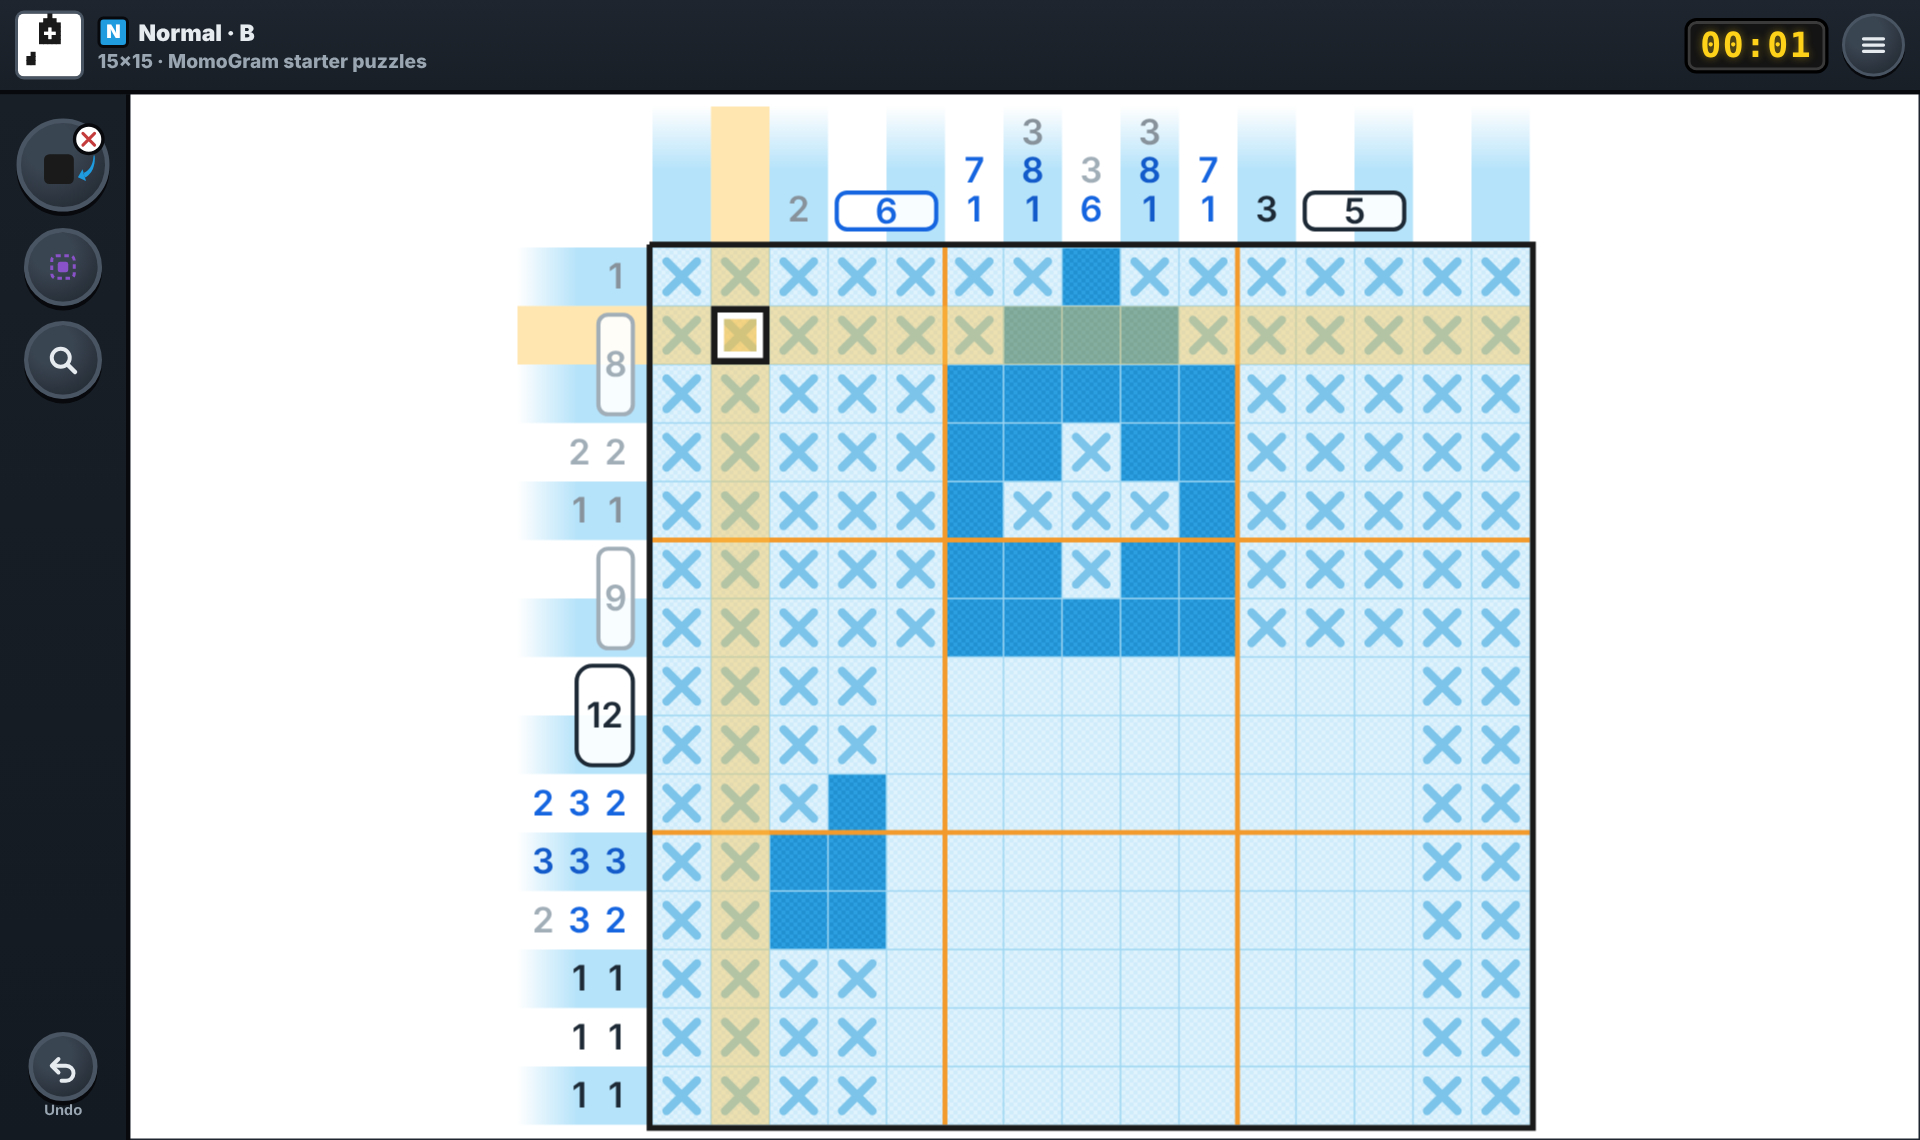 N Normal · B
15×15 · MomoGram starter puzzles
00:01
3 3
7 8 3 8 7
2 6 1 1 6 1 1 3 5
1
8
2 2
1 1
9
12
2 3 2
3 3 3
2 3 2
1 1
1 1
1 1
Undo